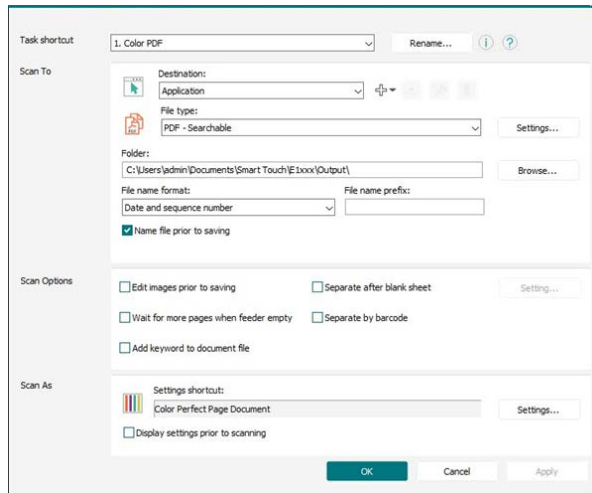 Task shortcut
1. Color PDF
Rename...
Scan To
Destination:
Application
File type:
PDF - Searchable
Settings...
Folder:
C:\Users\admin\Documents\Smart Touch\E1xxx\Output\
Browse...
File name format:
File name prefix:
Date and sequence number
Name file prior to saving
Scan Options
Edit images prior to saving
Separate after blank sheet
Setting...
Wait for more pages when feeder empty
Separate by barcode
Add keyword to document file
Scan As
Settings shortcut:
Color Perfect Page Document
Settings...
Display settings prior to scanning
OK
Cancel
Apply